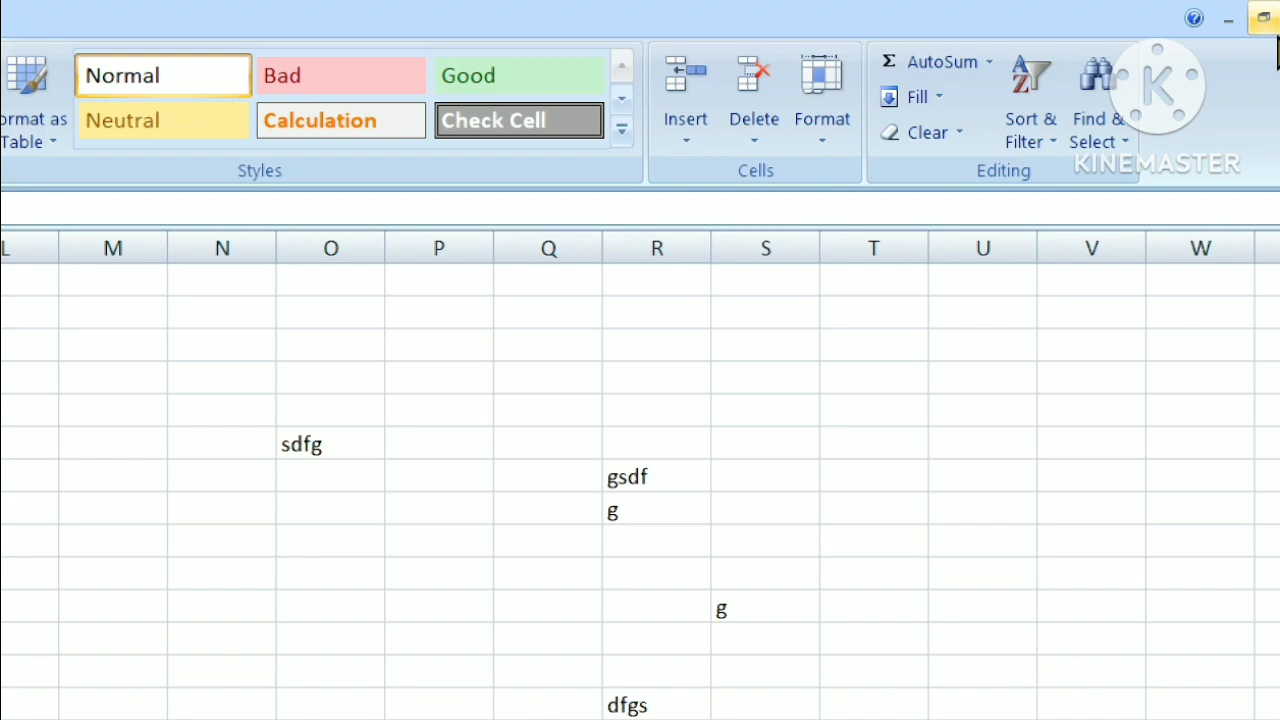 Normal Bad Good
ormat as Table
Neutral Calculation Check Cell
Styles
Insert Delete Format
Cells
Σ AutoSum
Fill
Clear
Sort & Filter
Find & Select
Editing
K
KINEMASTER
L M N O P Q R S T U V W
sdfg
gsdf
g
g
dfgs